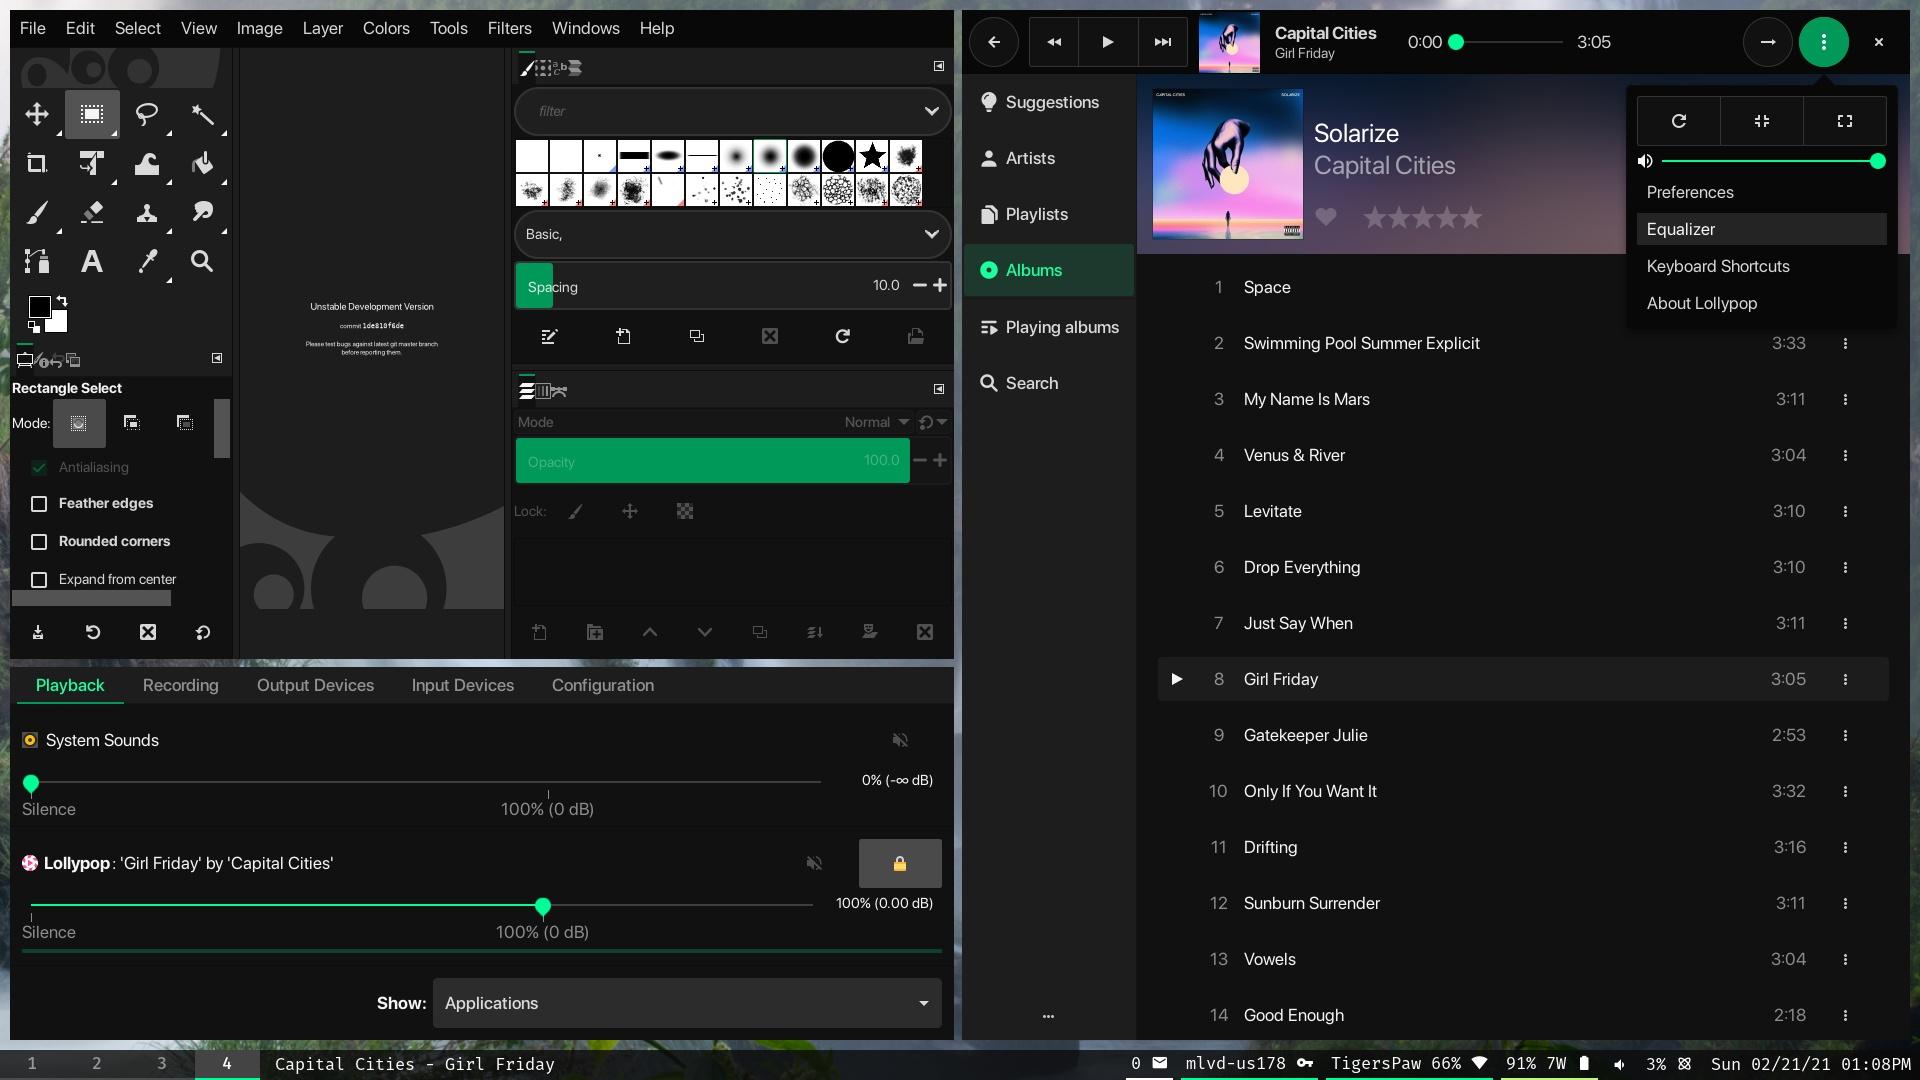 File Edit Select View Image Layer Colors Tools Filters Windows Help
filter
Basic,
Spacing 10.0
Unstable Development Version
commit 1de810f6de
Please test bugs against latest git master branch
before reporting them.
Rectangle Select
Mode:
Antialiasing
Feather edges
Rounded corners
Expand from center
Mode Normal
Opacity 100.0
Lock:
Playback Recording Output Devices Input Devices Configuration
System Sounds
0% (-∞ dB)
Silence 100% (0 dB)
Lollypop: 'Girl Friday' by 'Capital Cities'
100% (0.00 dB)
Silence 100% (0 dB)
Show: Applications
Capital Cities
Girl Friday
0:00 3:05
Suggestions
Artists
Playlists
Albums
Playing albums
Search
CAPITAL CITIES SOLARIZE
Solarize
Capital Cities
Preferences
Equalizer
Keyboard Shortcuts
About Lollypop
1 Space
2 Swimming Pool Summer Explicit 3:33
3 My Name Is Mars 3:11
4 Venus & River 3:04
5 Levitate 3:10
6 Drop Everything 3:10
7 Just Say When 3:11
8 Girl Friday 3:05
9 Gatekeeper Julie 2:53
10 Only If You Want It 3:32
11 Drifting 3:16
12 Sunburn Surrender 3:11
13 Vowels 3:04
14 Good Enough 2:18
1 2 3 4 Capital Cities - Girl Friday 0 mlvd-us178 TigersPaw 66% 91% 7W 3% Sun 02/21/21 01:08PM